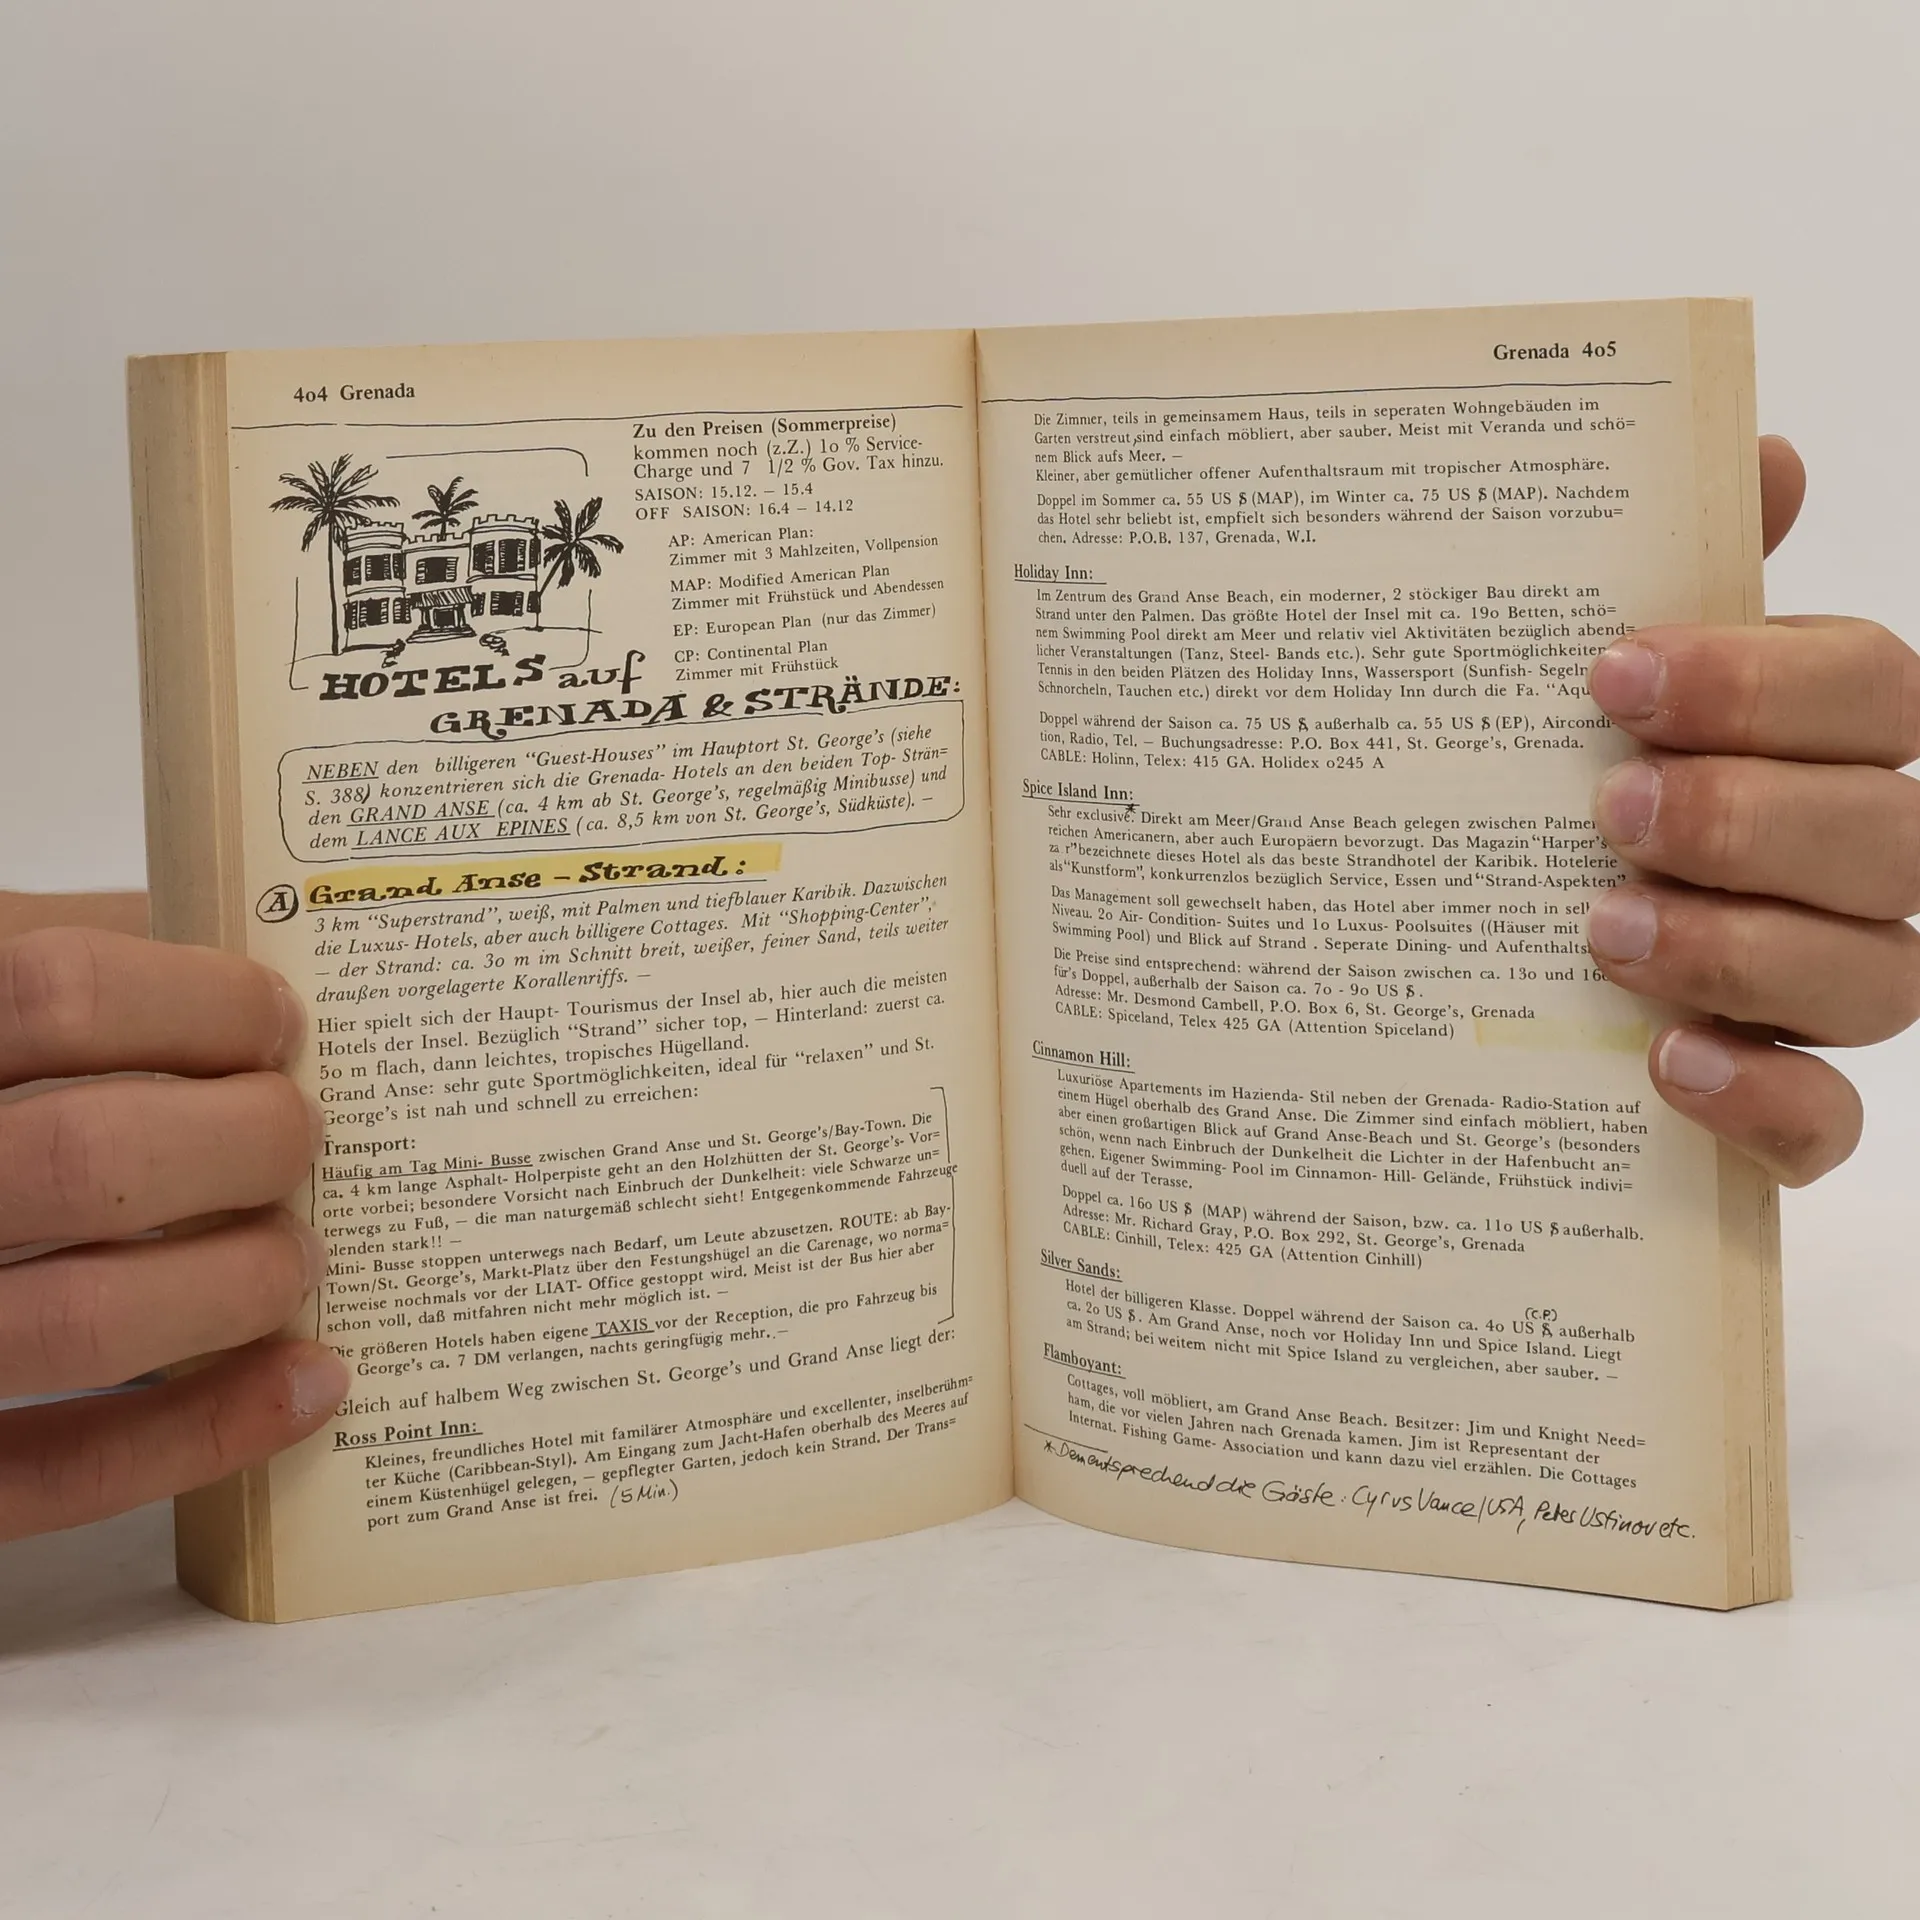 4o4 Grenada
Zu den Preisen (Sommerpreise)
kommen noch (z.Z.) 1o % Service-
Charge und 7 1/2 % Gov. Tax hinzu.
SAISON: 15.12. – 15.4
OFF SAISON: 16.4 – 14.12
AP: American Plan:
Zimmer mit 3 Mahlzeiten, Vollpension
MAP: Modified American Plan
Zimmer mit Frühstück und Abendessen
EP: European Plan (nur das Zimmer)
CP: Continental Plan
Zimmer mit Frühstück
HOTELS auf
GRENADA & STRÄNDE:
NEBEN den billigeren “Guest-Houses” im Hauptort St. George’s (siehe
S. 388) konzentrieren sich die Grenada- Hotels an den beiden Top- Strän=
den GRAND ANSE (ca. 4 km ab St. George’s, regelmäßig Minibusse) und
dem LANCE AUX EPINES (ca. 8,5 km von St. George’s, Südküste). –
A Grand Anse – Strand:
3 km “Superstrand”, weiß, mit Palmen und tiefblauer Karibik. Dazwischen
die Luxus- Hotels, aber auch billigere Cottages. Mit “Shopping-Center”,
– der Strand: ca. 3o m im Schnitt breit, weißer, feiner Sand, teils weiter
draußen vorgelagerte Korallenriffs. –
Hier spielt sich der Haupt- Tourismus der Insel ab, hier auch die meisten
Hotels der Insel. Bezüglich “Strand” sicher top, – Hinterland: zuerst ca.
5o m flach, dann leichtes, tropisches Hügelland.
Grand Anse: sehr gute Sportmöglichkeiten, ideal für “relaxen” und St.
George’s ist nah und schnell zu erreichen:
Transport:
Häufig am Tag Mini- Busse zwischen Grand Anse und St. George’s/Bay-Town. Die
ca. 4 km lange Asphalt- Holperpiste geht an den Holzhütten der St. George’s- Vor=
orte vorbei; besondere Vorsicht nach Einbruch der Dunkelheit: viele Schwarze un=
terwegs zu Fuß, – die man naturgemäß schlecht sieht! Entgegenkommende Fahrzeuge
blenden stark!! –
Mini- Busse stoppen unterwegs nach Bedarf, um Leute abzusetzen. ROUTE: ab Bay-
Town/St. George’s, Markt-Platz über den Festungshügel an die Carenage, wo norma=
lerweise nochmals vor der LIAT- Office gestoppt wird. Meist ist der Bus hier aber
schon voll, daß mitfahren nicht mehr möglich ist. –
Die größeren Hotels haben eigene TAXIS vor der Reception, die pro Fahrzeug bis
George’s ca. 7 DM verlangen, nachts geringfügig mehr. –
Gleich auf halbem Weg zwischen St. George’s und Grand Anse liegt der:
Ross Point Inn:
Kleines, freundliches Hotel mit familärer Atmosphäre und excellenter, inselberühm=
ter Küche (Caribbean-Styl). Am Eingang zum Jacht-Hafen oberhalb des Meeres auf
einem Küstenhügel gelegen, – gepflegter Garten, jedoch kein Strand. Der Trans=
port zum Grand Anse ist frei. (5 Min.)
Grenada 4o5
Die Zimmer, teils in gemeinsamem Haus, teils in seperaten Wohngebäuden im
Garten verstreut, sind einfach möbliert, aber sauber. Meist mit Veranda und schö=
nem Blick aufs Meer. –
Kleiner, aber gemütlicher offener Aufenthaltsraum mit tropischer Atmosphäre.
Doppel im Sommer ca. 55 US $ (MAP), im Winter ca. 75 US $ (MAP). Nachdem
das Hotel sehr beliebt ist, empfielt sich besonders während der Saison vorzubu=
chen. Adresse: P.O.B. 137, Grenada, W.I.
Holiday Inn:
Im Zentrum des Grand Anse Beach, ein moderner, 2 stöckiger Bau direkt am
Strand unter den Palmen. Das größte Hotel der Insel mit ca. 19o Betten, schö=
nem Swimming Pool direkt am Meer und relativ viel Aktivitäten bezüglich abend=
licher Veranstaltungen (Tanz, Steel- Bands etc.). Sehr gute Sportmöglichkeiten
Tennis in den beiden Plätzen des Holiday Inns, Wassersport (Sunfish- Segeln
Schnorcheln, Tauchen etc.) direkt vor dem Holiday Inn durch die Fa. “Aqu
Doppel während der Saison ca. 75 US $, außerhalb ca. 55 US $ (EP), Aircondi-
tion, Radio, Tel. – Buchungsadresse: P.O. Box 441, St. George’s, Grenada.
CABLE: Holinn, Telex: 415 GA. Holidex o245 A
Spice Island Inn:
Sehr exclusiv*. Direkt am Meer/Grand Anse Beach gelegen zwischen Palmen
reichen Americanern, aber auch Europäern bevorzugt. Das Magazin “Harper’s
zar” bezeichnete dieses Hotel als das beste Strandhotel der Karibik. Hotelerie
als “Kunstform”, konkurrenzlos bezüglich Service, Essen und “Strand-Aspekten”
Das Management soll gewechselt haben, das Hotel aber immer noch in sel
Niveau. 2o Air- Condition- Suites und 1o Luxus- Poolsuites ((Häuser mit
Swimming Pool) und Blick auf Strand . Seperate Dining- und Aufenthalts
Die Preise sind entsprechend: während der Saison zwischen ca. 13o und 16o
für’s Doppel, außerhalb der Saison ca. 7o - 9o US $.
Adresse: Mr. Desmond Cambell, P.O. Box 6, St. George’s, Grenada
CABLE: Spiceland, Telex 425 GA (Attention Spiceland)
Cinnamon Hill:
Luxuriöse Apartements im Hazienda- Stil neben der Grenada- Radio-Station auf
einem Hügel oberhalb des Grand Anse. Die Zimmer sind einfach möbliert, haben
aber einen großartigen Blick auf Grand Anse-Beach und St. George’s (besonders
schön, wenn nach Einbruch der Dunkelheit die Lichter in der Hafenbucht an=
gehen. Eigener Swimming- Pool im Cinnamon- Hill- Gelände, Frühstück indivi=
duell auf der Terasse.
Doppel ca. 16o US $ (MAP) während der Saison, bzw. ca. 11o US $ außerhalb.
Adresse: Mr. Richard Gray, P.O. Box 292, St. George’s, Grenada
CABLE: Cinhill, Telex: 425 GA (Attention Cinhill)
Silver Sands:
(C.P.)
Hotel der billigeren Klasse. Doppel während der Saison ca. 4o US $, außerhalb
ca. 2o US $. Am Grand Anse, noch vor Holiday Inn und Spice Island. Liegt
am Strand; bei weitem nicht mit Spice Island zu vergleichen, aber sauber. –
Flamboyant:
Cottages, voll möbliert, am Grand Anse Beach. Besitzer: Jim und Knight Need=
ham, die vor vielen Jahren nach Grenada kamen. Jim ist Representant der
Internat. Fishing Game- Association und kann dazu viel erzählen. Die Cottages
* Dementsprechend die Gäste: Cyrus Vance/USA, Peter Ustinov etc.